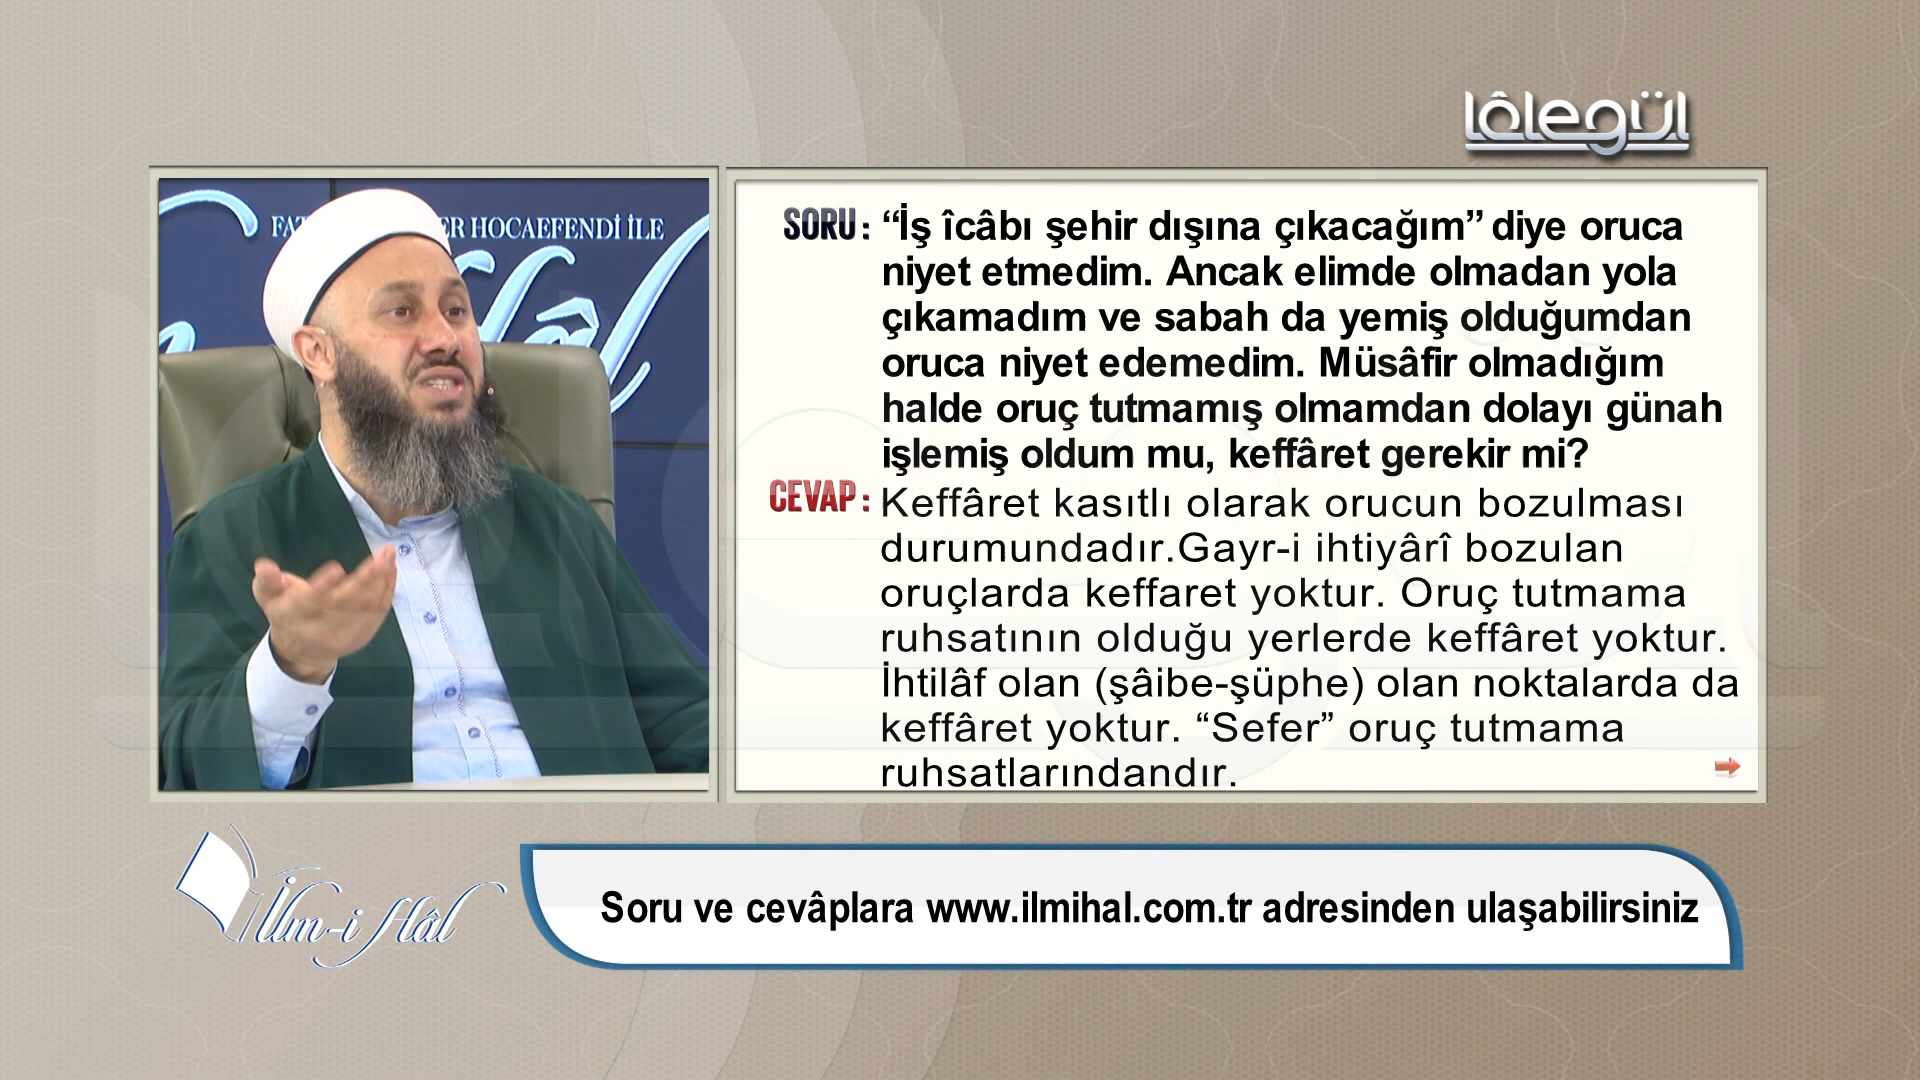 lâlegül
FAT
ER HOCAEFENDİ İLE
SORU : “İş îcâbı şehir dışına çıkacağım” diye oruca
niyet etmedim. Ancak elimde olmadan yola
çıkamadım ve sabah da yemiş olduğumdan
oruca niyet edemedim. Müsâfir olmadığım
halde oruç tutmamış olmamdan dolayı günah
işlemiş oldum mu, keffâret gerekir mi?
CEVAP : Keffâret kasıtlı olarak orucun bozulması
durumundadır.Gayr-i ihtiyârî bozulan
oruçlarda keffaret yoktur. Oruç tutmama
ruhsatının olduğu yerlerde keffâret yoktur.
İhtilâf olan (şâibe-şüphe) olan noktalarda da
keffâret yoktur. “Sefer” oruç tutmama
ruhsatlarındandır.
İlm-i Hâl
Soru ve cevâplara www.ilmihal.com.tr adresinden ulaşabilirsiniz